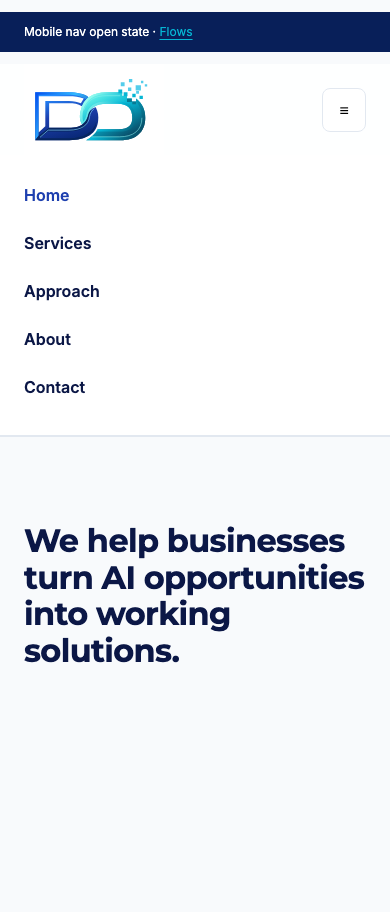 Mobile nav open state · Flows
DO
≡
Home
Services
Approach
About
Contact
We help businesses
turn AI opportunities
into working
solutions.